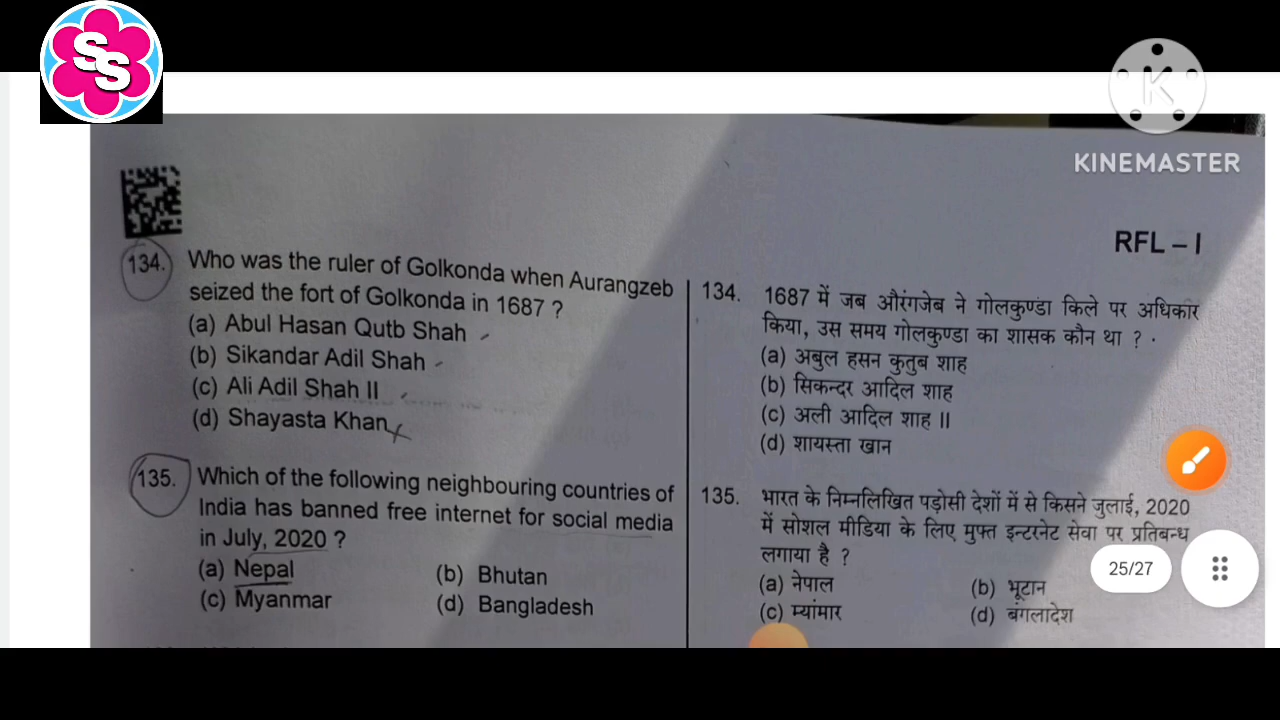 SS
KINEMASTER
RFL – I
134. Who was the ruler of Golkonda when Aurangzeb
seized the fort of Golkonda in 1687 ?
(a) Abul Hasan Qutb Shah
(b) Sikandar Adil Shah
(c) Ali Adil Shah II
(d) Shayasta Khan
135. Which of the following neighbouring countries of
India has banned free internet for social media
in July, 2020 ?
(a) Nepal (b) Bhutan
(c) Myanmar (d) Bangladesh
134. 1687 में जब औरंगजेब ने गोलकुण्डा किले पर अधिकार
किया, उस समय गोलकुण्डा का शासक कौन था ?
(a) अबुल हसन कुतुब शाह
(b) सिकन्दर आदिल शाह
(c) अली आदिल शाह II
(d) शायस्ता खान
135. भारत के निम्नलिखित पड़ोसी देशों में से किसने जुलाई, 2020
में सोशल मीडिया के लिए मुफ्त इन्टरनेट सेवा पर प्रतिबन्ध
लगाया है ?
(a) नेपाल (b) भूटान
(c) म्यांमार (d) बंगलादेश
25/27